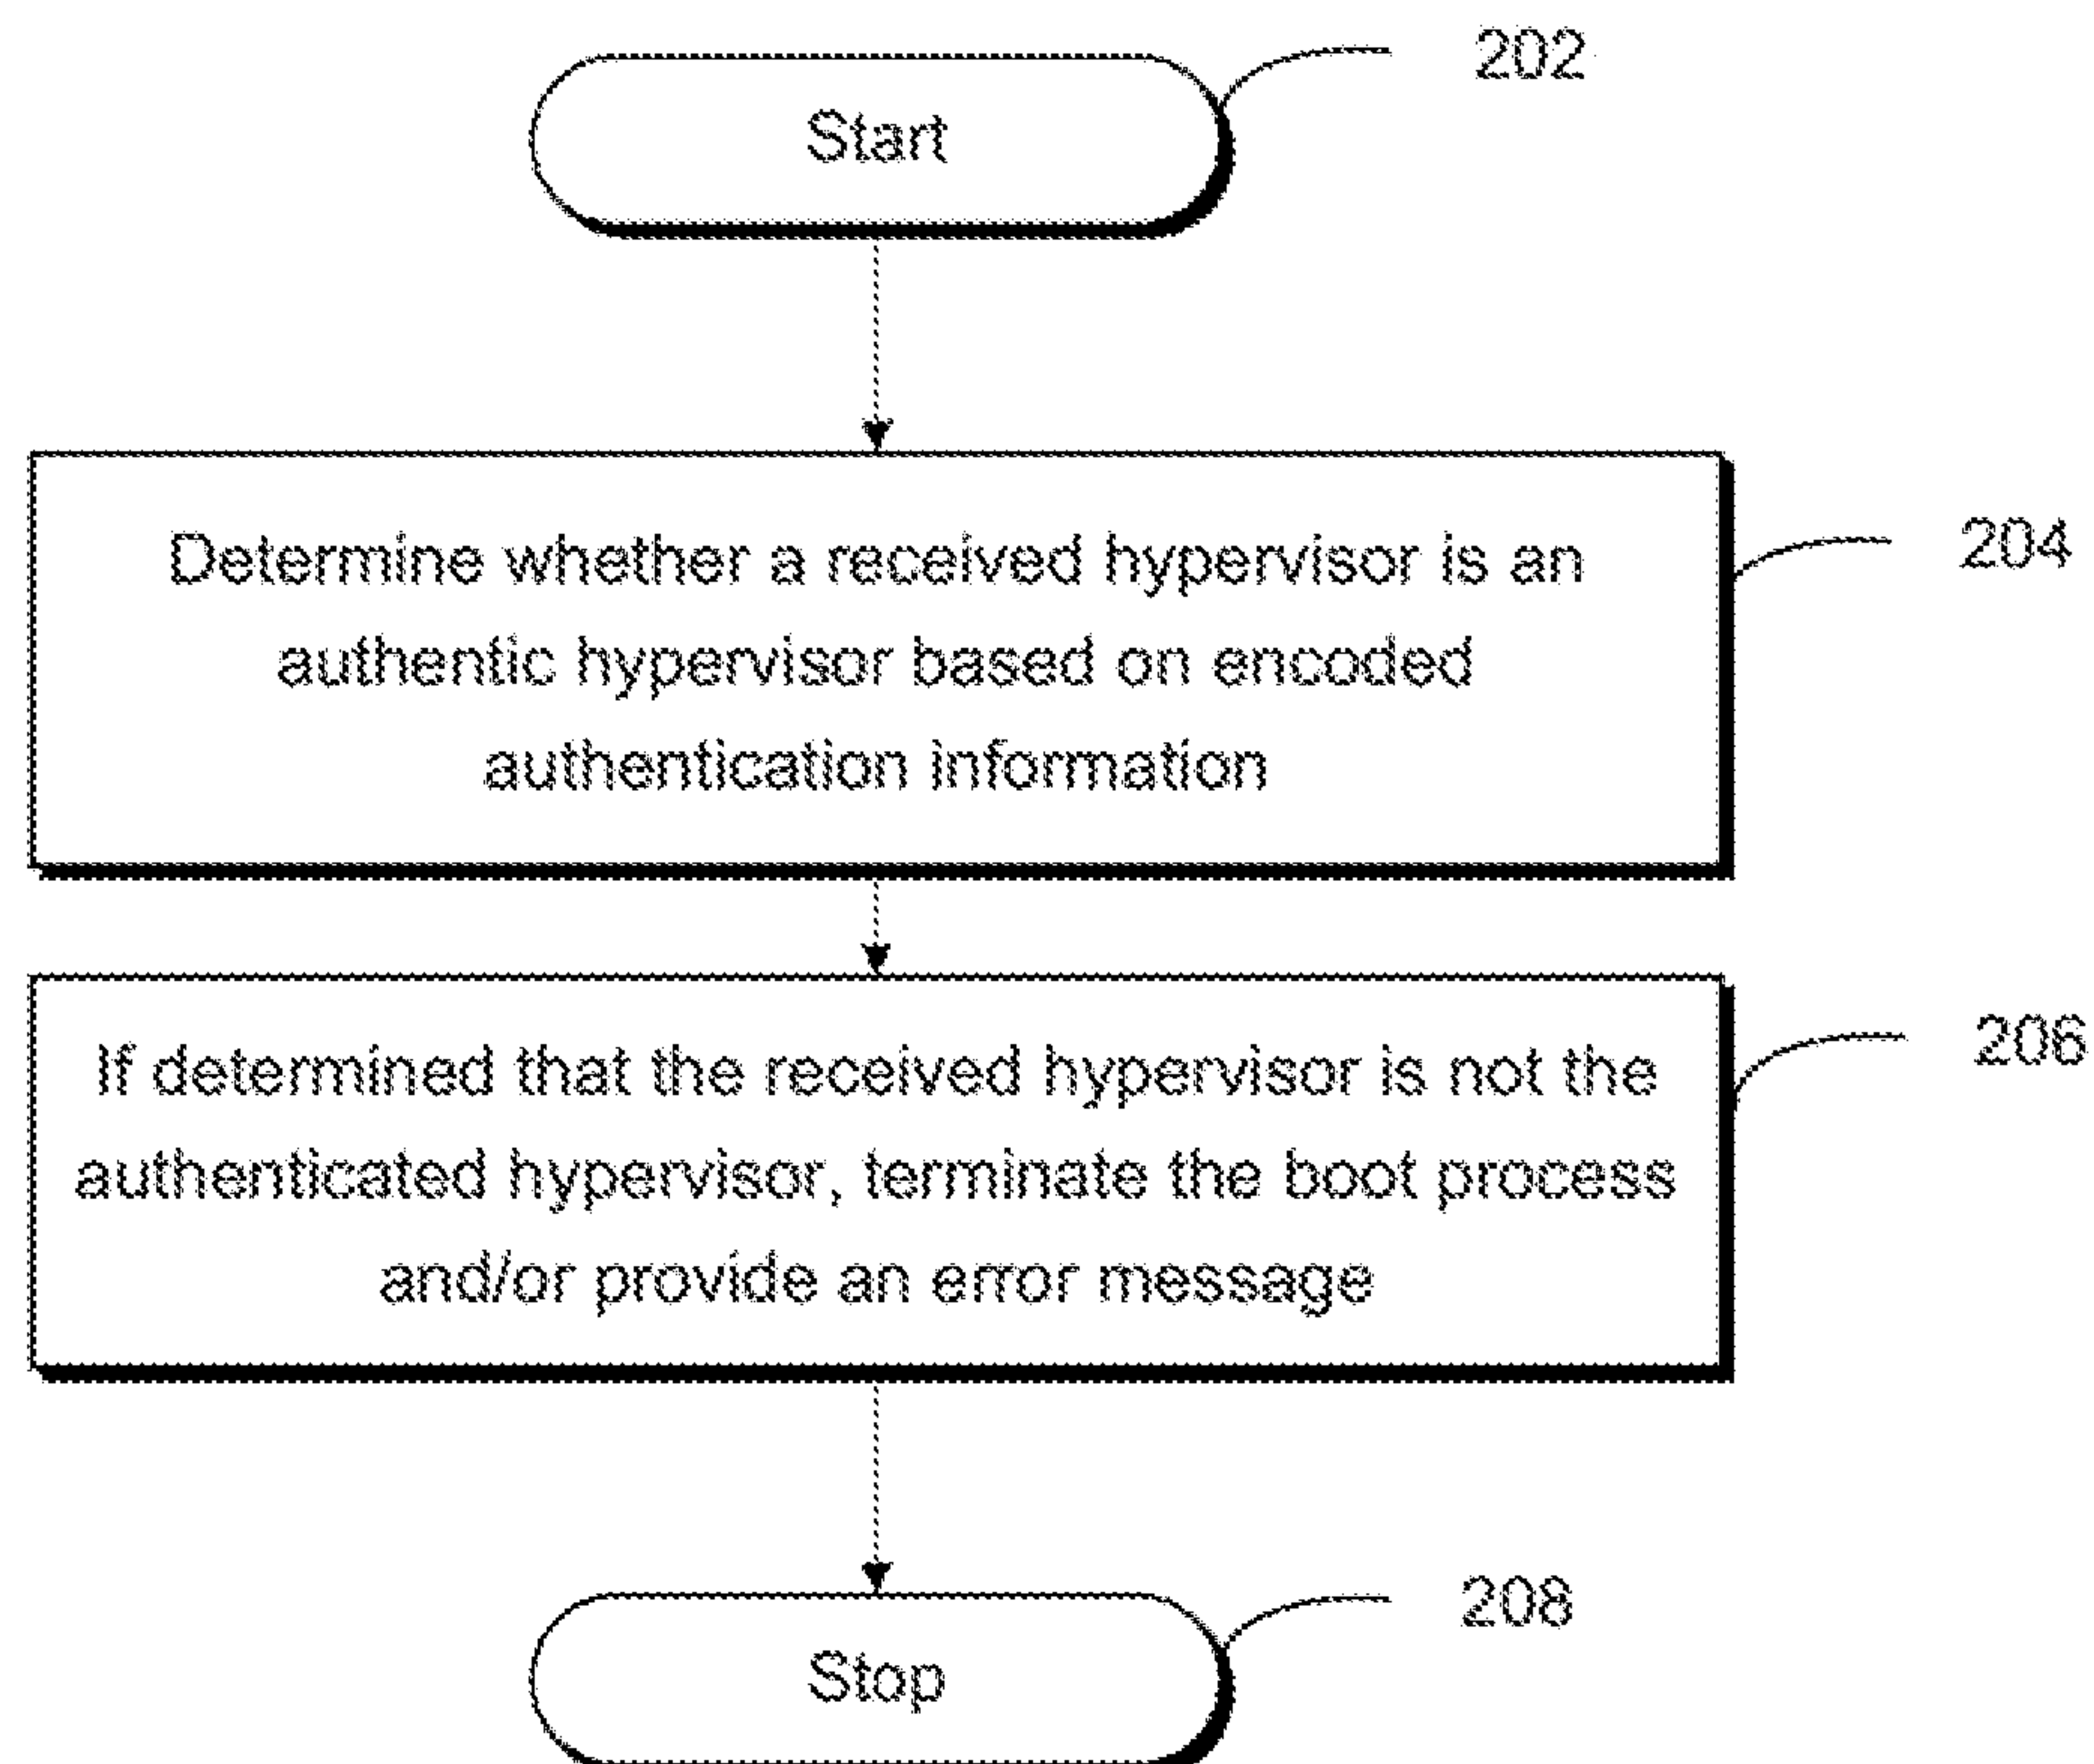 202
Start
Determine whether a received hypervisor is an
204
authentic hypervisor based on encoded
authentication information
If determined that the received hypervisor is not the
206
authenticated hypervisor, terminate the boot process
and/or provide an error message
208
Stop